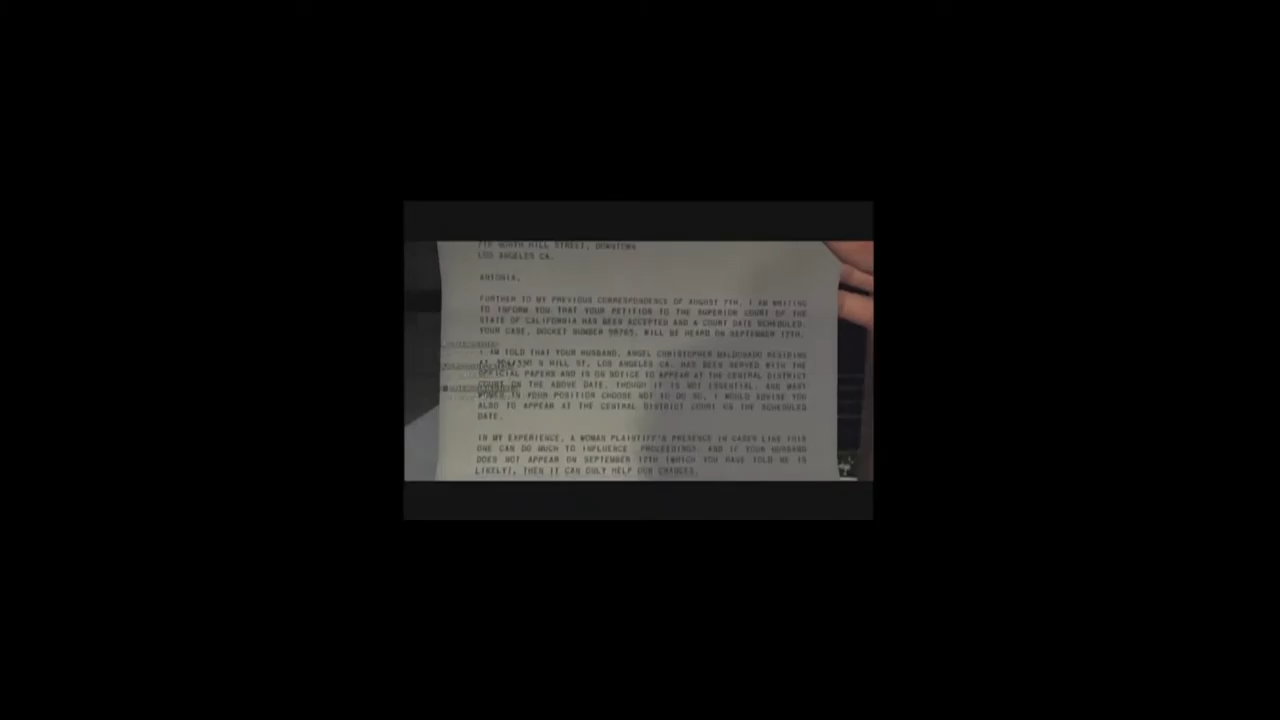 HILL STREET, DOWNTOWN
LOS ANGELES CA.
ANTONIA,
FURTHER TO MY PREVIOUS CORRESPONDENCE OF AUGUST 7TH, I AM WRITING
TO INFORM YOU THAT YOUR PETITION TO THE SUPERIOR COURT OF THE
STATE OF CALIFORNIA HAS BEEN ACCEPTED AND A COURT DATE SCHEDULED.
YOUR CASE, DOCKET NUMBER WILL BE HEARD ON SEPTEMBER 12TH.
I AM TOLD THAT YOUR HUSBAND, ANGEL CHRISTOPHER MALDONADO RESIDING
HILL ST, LOS ANGELES CA. HAS BEEN SERVED WITH THE
OFFICIAL PAPERS AND IS ON NOTICE TO APPEAR AT THE CENTRAL DISTRICT
COURT ON THE ABOVE DATE. THOUGH IT IS NOT ESSENTIAL, AND MANY
WOMEN IN YOUR POSITION CHOOSE NOT TO DO SO, I WOULD ADVISE YOU
ALSO TO APPEAR AT THE CENTRAL DISTRICT COURT ON THE SCHEDULED
DATE.
IN MY EXPERIENCE, A WOMAN PLAINTIFF'S PRESENCE IN CASES LIKE THIS
ONE CAN DO MUCH TO INFLUENCE PROCEEDINGS. AND IF YOUR HUSBAND
DOES NOT APPEAR ON SEPTEMBER 12TH (WHICH YOU HAVE TOLD ME IS
LIKELY), THEN IT CAN ONLY HELP OUR CHANCES.